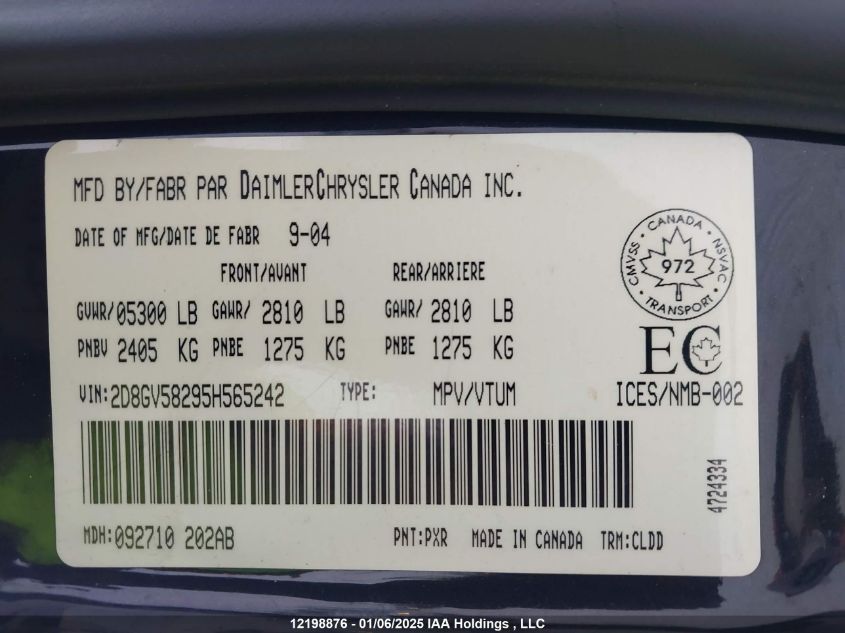 MFD BY/FABR PAR DAIMLERCHRYSLER CANADA INC.
DATE OF MFG/DATE DE FABR 9-04
FRONT/AVANT REAR/ARRIERE
GVWR/05300 LB GAWR/ 2810 LB GAWR/ 2810 LB
PNBV 2405 KG PNBE 1275 KG PNBE 1275 KG
CMVSS · CANADA · NSVAC
972
· TRANSPORT ·
EC
VIN:2D8GV58295H565242 TYPE: MPV/VTUM ICES/NMB-002
4724334
MDH:092710 202AB PNT:PXR MADE IN CANADA TRM:CLDD
12198876 - 01/06/2025 IAA Holdings , LLC